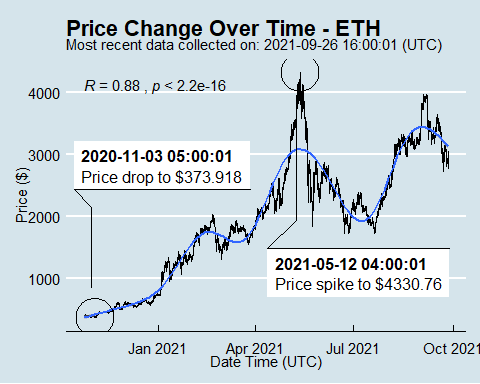 Price Change Over Time - ETH
Most recent data collected on: 2021-09-26 16:00:01 (UTC)
R = 0.88 , p < 2.2e-16
Price ($)
4000
3000
2000
1000
2020-11-03 05:00:01
Price drop to $373.918
2021-05-12 04:00:01
Price spike to $4330.76
Jan 2021
Apr 2021
Jul 2021
Oct 2021
Date Time (UTC)